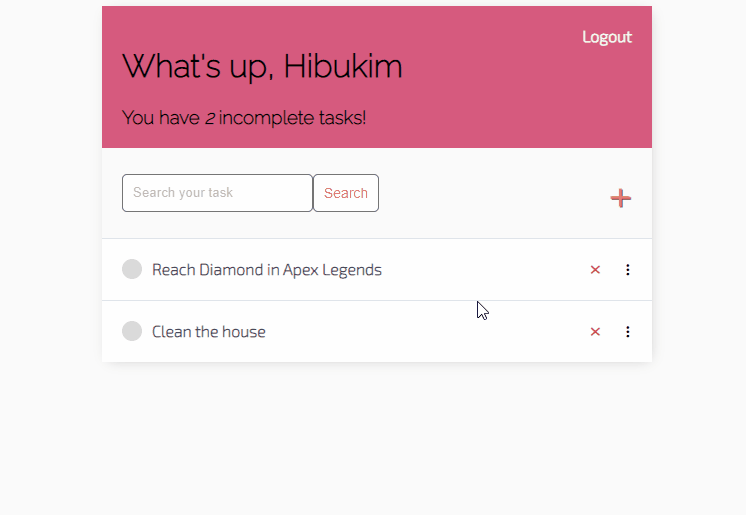 Logout
What's up, Hibukim
You have 2 incomplete tasks!
Search your task
Search
Reach Diamond in Apex Legends
Clean the house